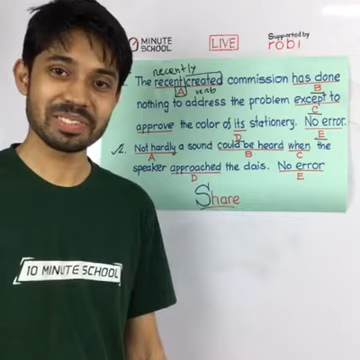 10 MINUTE
SCHOOL
LIVE
Supported by
robi
recently
The recent created commission has done
A verb B
nothing to address the problem except to
C
approve the color of its stationery. No error.
D E
2. Not hardly a sound could be heard when the
A B C
speaker approached the dais. No error
D E
Share
10 MINUTE SCHOOL